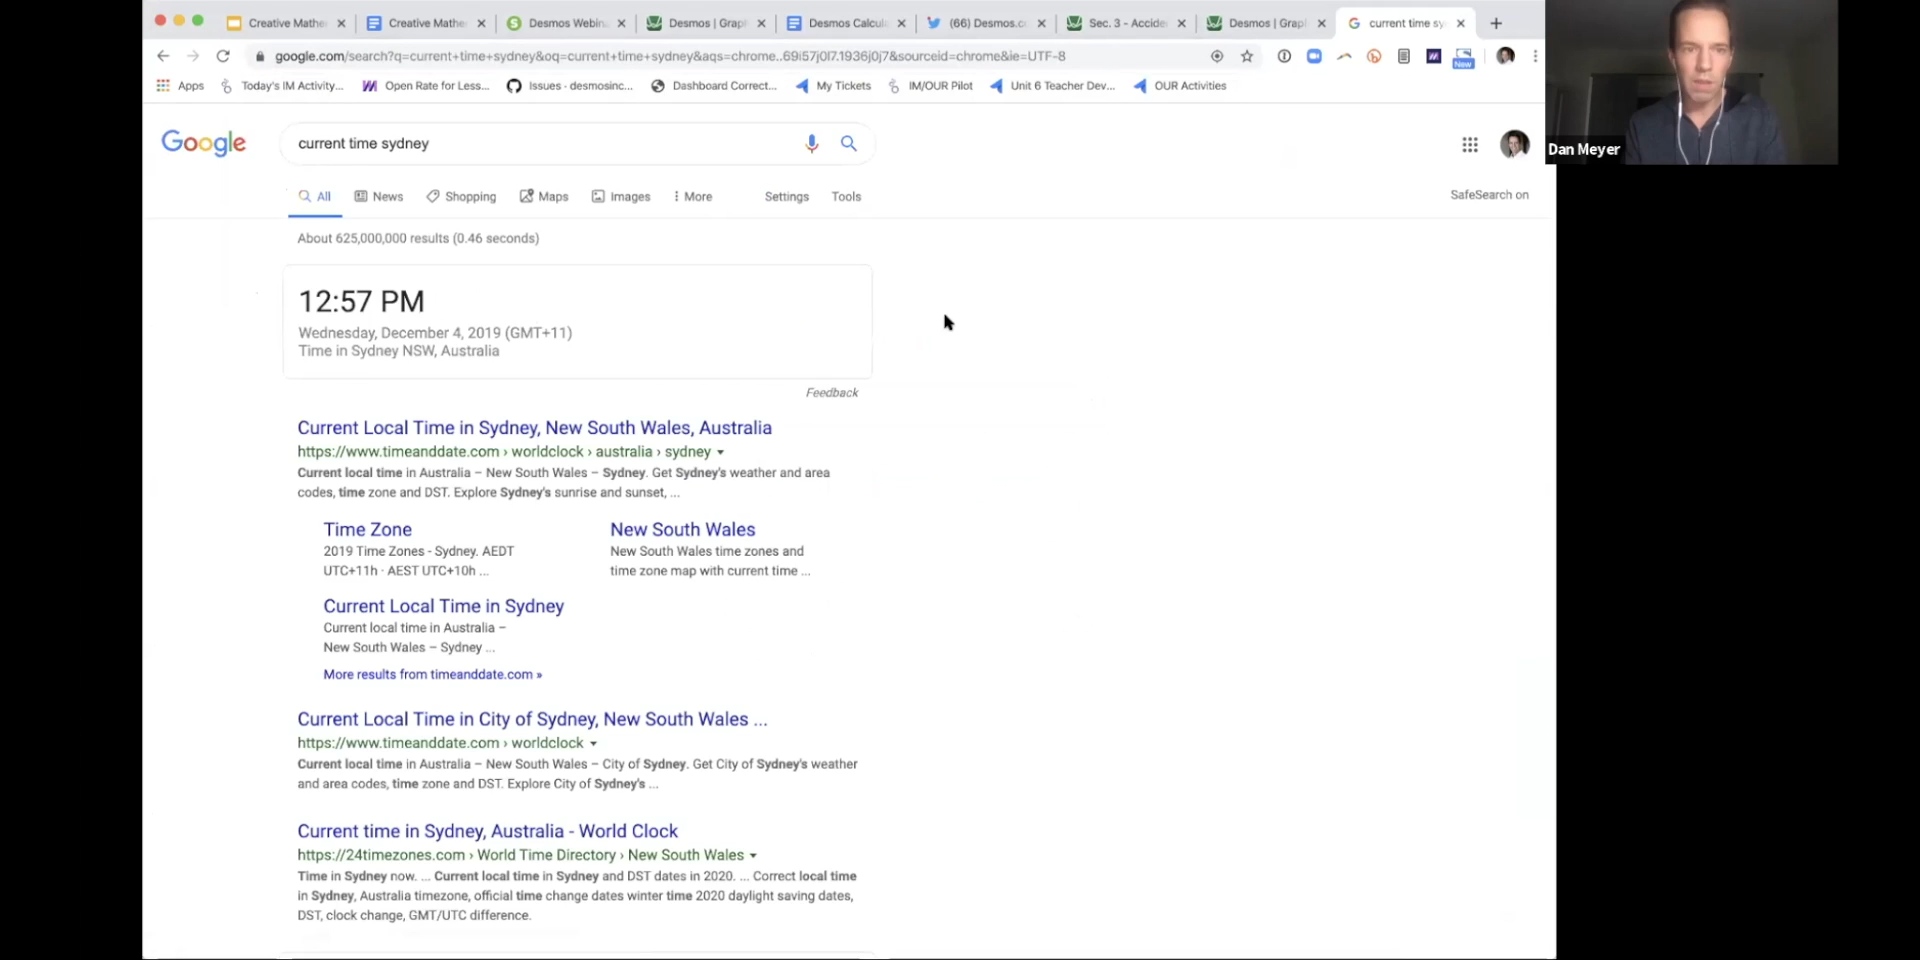 Creative Mathe
Creative Mathe
Desmos Webin
Desmos | Grap
Desmos Calcul
(66) Desmos.c
Sec. 3 - Accide
Desmos | Grap
current time sy
google.com/search?q=current+time+sydney&oq=current+time+sydney&aqs=chrome..69i57j0l7.1936j0j7&sourceid=chrome&ie=UTF-8
New
Apps
Today's IM Activity...
Open Rate for Less...
Issues · desmosinc...
Dashboard Correct...
My Tickets
IM/OUR Pilot
Unit 6 Teacher Dev...
OUR Activities
Dan Meyer
Google
current time sydney
All
News
Shopping
Maps
Images
More
Settings
Tools
SafeSearch on
About 625,000,000 results (0.46 seconds)
12:57 PM
Wednesday, December 4, 2019 (GMT+11)
Time in Sydney NSW, Australia
Feedback
Current Local Time in Sydney, New South Wales, Australia
https://www.timeanddate.com › worldclock › australia › sydney
Current local time in Australia – New South Wales – Sydney. Get Sydney's weather and area
codes, time zone and DST. Explore Sydney's sunrise and sunset, ...
Time Zone
2019 Time Zones - Sydney. AEDT
UTC+11h · AEST UTC+10h ...
New South Wales
New South Wales time zones and
time zone map with current time ...
Current Local Time in Sydney
Current local time in Australia –
New South Wales – Sydney ...
More results from timeanddate.com »
Current Local Time in City of Sydney, New South Wales ...
https://www.timeanddate.com › worldclock
Current local time in Australia – New South Wales – City of Sydney. Get City of Sydney's weather
and area codes, time zone and DST. Explore City of Sydney's ...
Current time in Sydney, Australia - World Clock
https://24timezones.com › World Time Directory › New South Wales
Time in Sydney now. ... Current local time in Sydney and DST dates in 2020. ... Correct local time
in Sydney, Australia timezone, official time change dates winter time 2020 daylight saving dates,
DST, clock change, GMT/UTC difference.